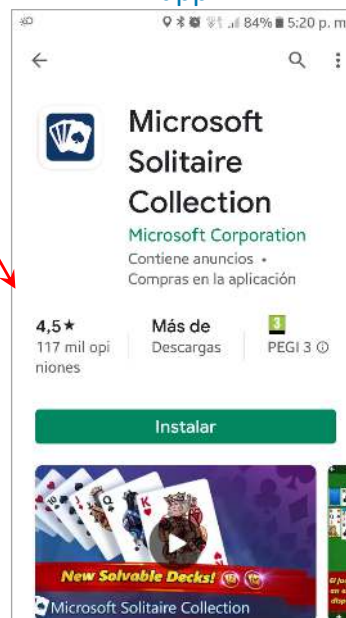 84% 5:20 p. m
Microsoft
Solitaire
Collection
Microsoft Corporation
Contiene anuncios •
Compras en la aplicación
4,5★
117 mil opi
niones
Más de
Descargas
3
PEGI 3
Instalar
K
New Solvable Decks!
Microsoft Solitaire Collection